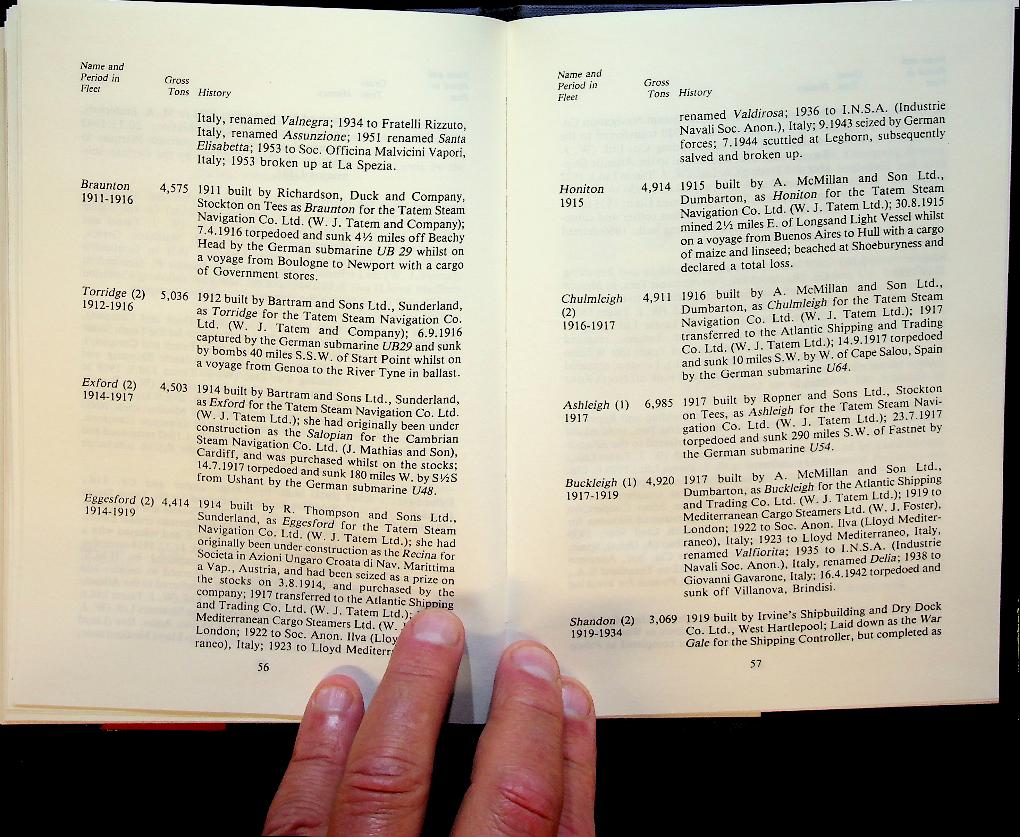 Name and
Period in
Fleet
Gross
Tons
History
Italy, renamed Valnegra; 1934 to Fratelli Rizzuto,
Italy, renamed Assunzione; 1951 renamed Santa
Elisabetta; 1953 to Soc. Officina Malvicini Vapori,
Italy; 1953 broken up at La Spezia.
Braunton 4,575 1911 built by Richardson, Duck and Company,
1911-1916 Stockton on Tees as Braunton for the Tatem Steam
Navigation Co. Ltd. (W. J. Tatem and Company);
7.4.1916 torpedoed and sunk 4½ miles off Beachy
Head by the German submarine UB 29 whilst on
a voyage from Boulogne to Newport with a cargo
of Government stores.
Torridge (2) 5,036 1912 built by Bartram and Sons Ltd., Sunderland,
1912-1916 as Torridge for the Tatem Steam Navigation Co.
Ltd. (W. J. Tatem and Company); 6.9.1916
captured by the German submarine UB29 and sunk
by bombs 40 miles S.S.W. of Start Point whilst on
a voyage from Genoa to the River Tyne in ballast.
Exford (2) 4,503 1914 built by Bartram and Sons Ltd., Sunderland,
1914-1917 as Exford for the Tatem Steam Navigation Co. Ltd.
(W. J. Tatem Ltd.); she had originally been under
construction as the Salopian for the Cambrian
Steam Navigation Co. Ltd. (J. Mathias and Son),
Cardiff, and was purchased whilst on the stocks;
14.7.1917 torpedoed and sunk 180 miles W. by S½S
from Ushant by the German submarine U48.
Eggesford (2) 4,414 1914 built by R. Thompson and Sons Ltd.,
1914-1919 Sunderland, as Eggesford for the Tatem Steam
Navigation Co. Ltd. (W. J. Tatem Ltd.); she had
originally been under construction as the Recina for
Societa in Azioni Ungaro Croata di Nav. Marittima
a Vap., Austria, and had been seized as a prize on
the stocks on 3.8.1914, and purchased by the
company; 1917 transferred to the Atlantic Shipping
and Trading Co. Ltd. (W. J. Tatem Ltd.);
Mediterranean Cargo Steamers Ltd. (W. J.
London; 1922 to Soc. Anon. Ilva (Lloy
raneo), Italy; 1923 to Lloyd Mediterr
56
Name and
Period in
Fleet
Gross
Tons
History
renamed Valdirosa; 1936 to I.N.S.A. (Industrie
Navali Soc. Anon.), Italy; 9.1943 seized by German
forces; 7.1944 scuttled at Leghorn, subsequently
salved and broken up.
Honiton 4,914 1915 built by A. McMillan and Son Ltd.,
1915 Dumbarton, as Honiton for the Tatem Steam
Navigation Co. Ltd. (W. J. Tatem Ltd.); 30.8.1915
mined 2½ miles E. of Longsand Light Vessel whilst
on a voyage from Buenos Aires to Hull with a cargo
of maize and linseed; beached at Shoeburyness and
declared a total loss.
Chulmleigh 4,911 1916 built by A. McMillan and Son Ltd.,
(2) Dumbarton, as Chulmleigh for the Tatem Steam
1916-1917 Navigation Co. Ltd. (W. J. Tatem Ltd.); 1917
transferred to the Atlantic Shipping and Trading
Co. Ltd. (W. J. Tatem Ltd.); 14.9.1917 torpedoed
and sunk 10 miles S.W. by W. of Cape Salou, Spain
by the German submarine U64.
Ashleigh (1) 6,985 1917 built by Ropner and Sons Ltd., Stockton
1917 on Tees, as Ashleigh for the Tatem Steam Navi-
gation Co. Ltd. (W. J. Tatem Ltd.); 23.7.1917
torpedoed and sunk 290 miles S.W. of Fastnet by
the German submarine U54.
Buckleigh (1) 4,920 1917 built by A. McMillan and Son Ltd.,
1917-1919 Dumbarton, as Buckleigh for the Atlantic Shipping
and Trading Co. Ltd. (W. J. Tatem Ltd.); 1919 to
Mediterranean Cargo Steamers Ltd. (W. J. Foster),
London; 1922 to Soc. Anon. Ilva (Lloyd Mediter-
raneo), Italy; 1923 to Lloyd Mediterraneo, Italy,
renamed Valfiorita; 1935 to I.N.S.A. (Industrie
Navali Soc. Anon.), Italy, renamed Delia; 1938 to
Giovanni Gavarone, Italy; 16.4.1942 torpedoed and
sunk off Villanova, Brindisi.
Shandon (2) 3,069 1919 built by Irvine's Shipbuilding and Dry Dock
1919-1934 Co. Ltd., West Hartlepool; Laid down as the War
Gale for the Shipping Controller, but completed as
57